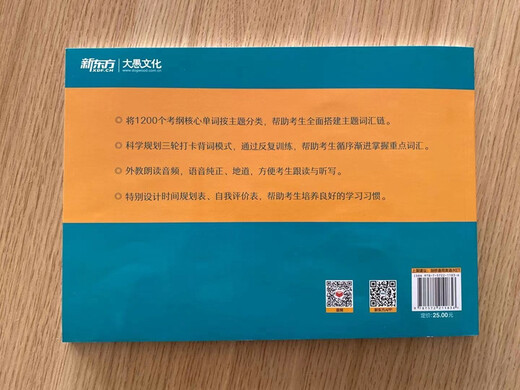 新东方
XDF.CN
大愚文化
www.dogwood.com.cn
将1200个考纲核心单词按主题分类，帮助考生全面搭建主题词汇链。
科学规划三轮打卡背词模式，通过反复训练，帮助考生循序渐进掌握重点词汇。
外教朗读音频，语音纯正、地道，方便考生跟读与听写。
特别设计时间规划表、自我评价表，帮助考生培养良好的学习习惯。
定价:25.00元